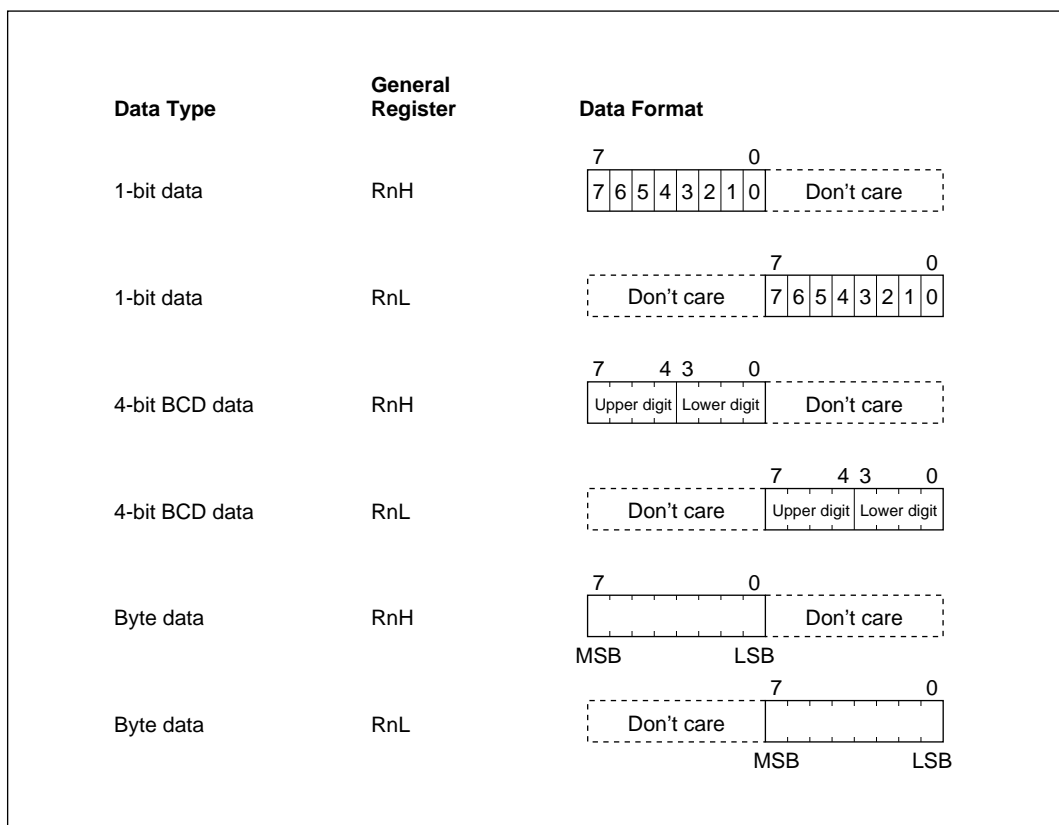 General
Data Type Register Data Format
7 0
1-bit data RnH 7 6 5 4 3 2 1 0 Don't care
7 0
1-bit data RnL Don't care 7 6 5 4 3 2 1 0
7 4 3 0
4-bit BCD data RnH Upper digit Lower digit Don't care
7 4 3 0
4-bit BCD data RnL Don't care Upper digit Lower digit
7 0
Byte data RnH Don't care
MSB LSB
7 0
Byte data RnL Don't care
MSB LSB